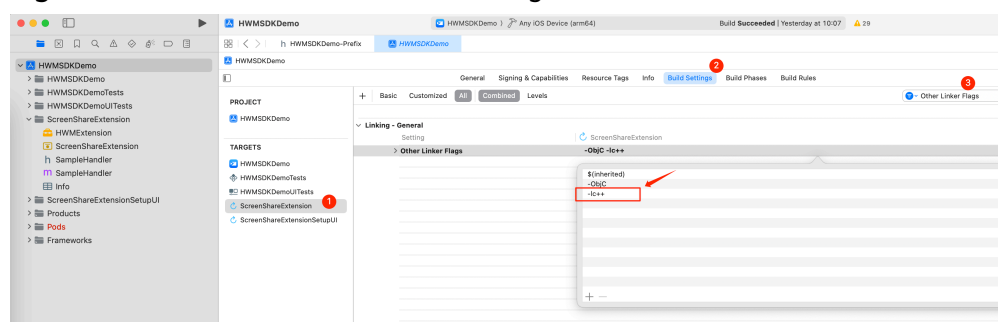 HWMSDKDemo
HWMSDKDemo 〉 Any iOS Device (arm64)
Build Succeeded | Yesterday at 10:07
29
h HWMSDKDemo-Prefix
HWMSDKDemo
HWMSDKDemo
HWMSDKDemo
HWMSDKDemo
HWMSDKDemoTests
HWMSDKDemoUITests
ScreenShareExtension
HWMExtension
ScreenShareExtension
h SampleHandler
m SampleHandler
Info
ScreenShareExtensionSetupUI
Products
Pods
Frameworks
2
General Signing & Capabilities Resource Tags Info Build Settings Build Phases Build Rules
3
PROJECT
HWMSDKDemo
TARGETS
HWMSDKDemo
HWMSDKDemoTests
HWMSDKDemoUITests
ScreenShareExtension
1
ScreenShareExtensionSetupUI
+ Basic Customized All Combined Levels
Other Linker Flags
Linking - General
Setting ScreenShareExtension
Other Linker Flags -ObjC -lc++
$(inherited)
-ObjC
-lc++
+ −